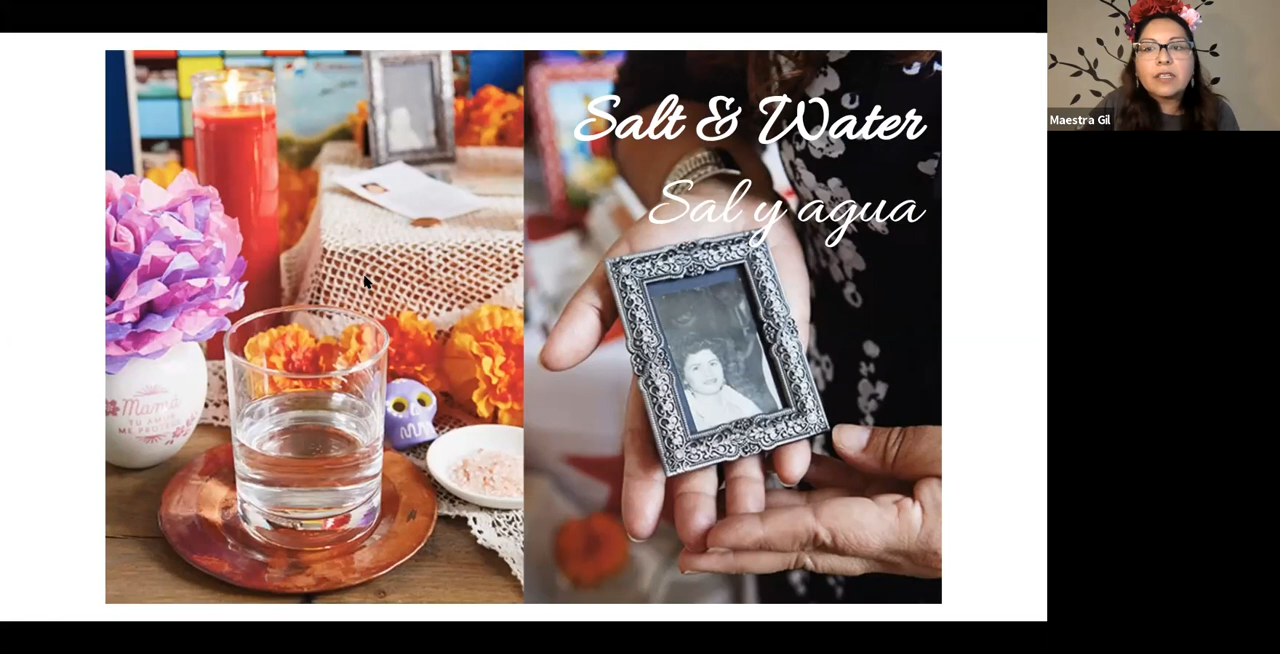 Salt & Water
Sal y agua
Maestra Gil
Mamá
TU AMOR
ME PROTEGE